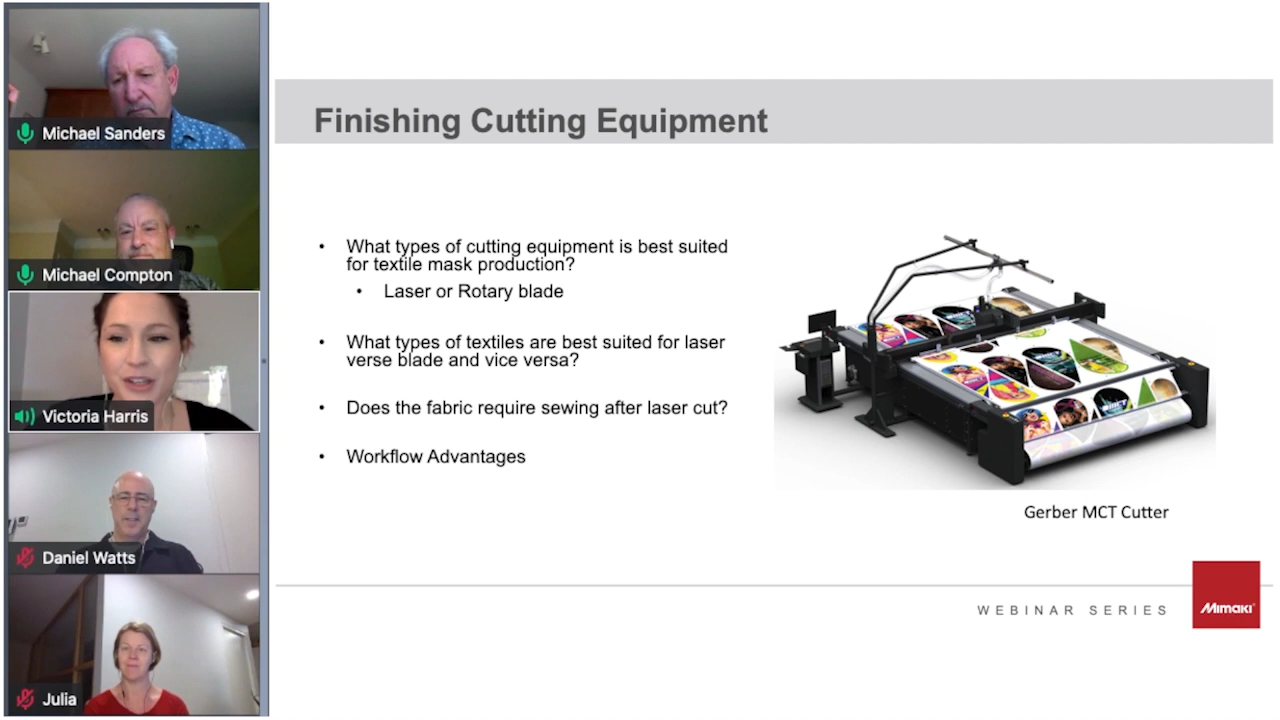 Michael Sanders
Michael Compton
Victoria Harris
Daniel Watts
Julia
Finishing Cutting Equipment
• What types of cutting equipment is best suited
for textile mask production?
• Laser or Rotary blade
• What types of textiles are best suited for laser
verse blade and vice versa?
• Does the fabric require sewing after laser cut?
• Workflow Advantages
Gerber MCT Cutter
WEBINAR SERIES
Mimaki